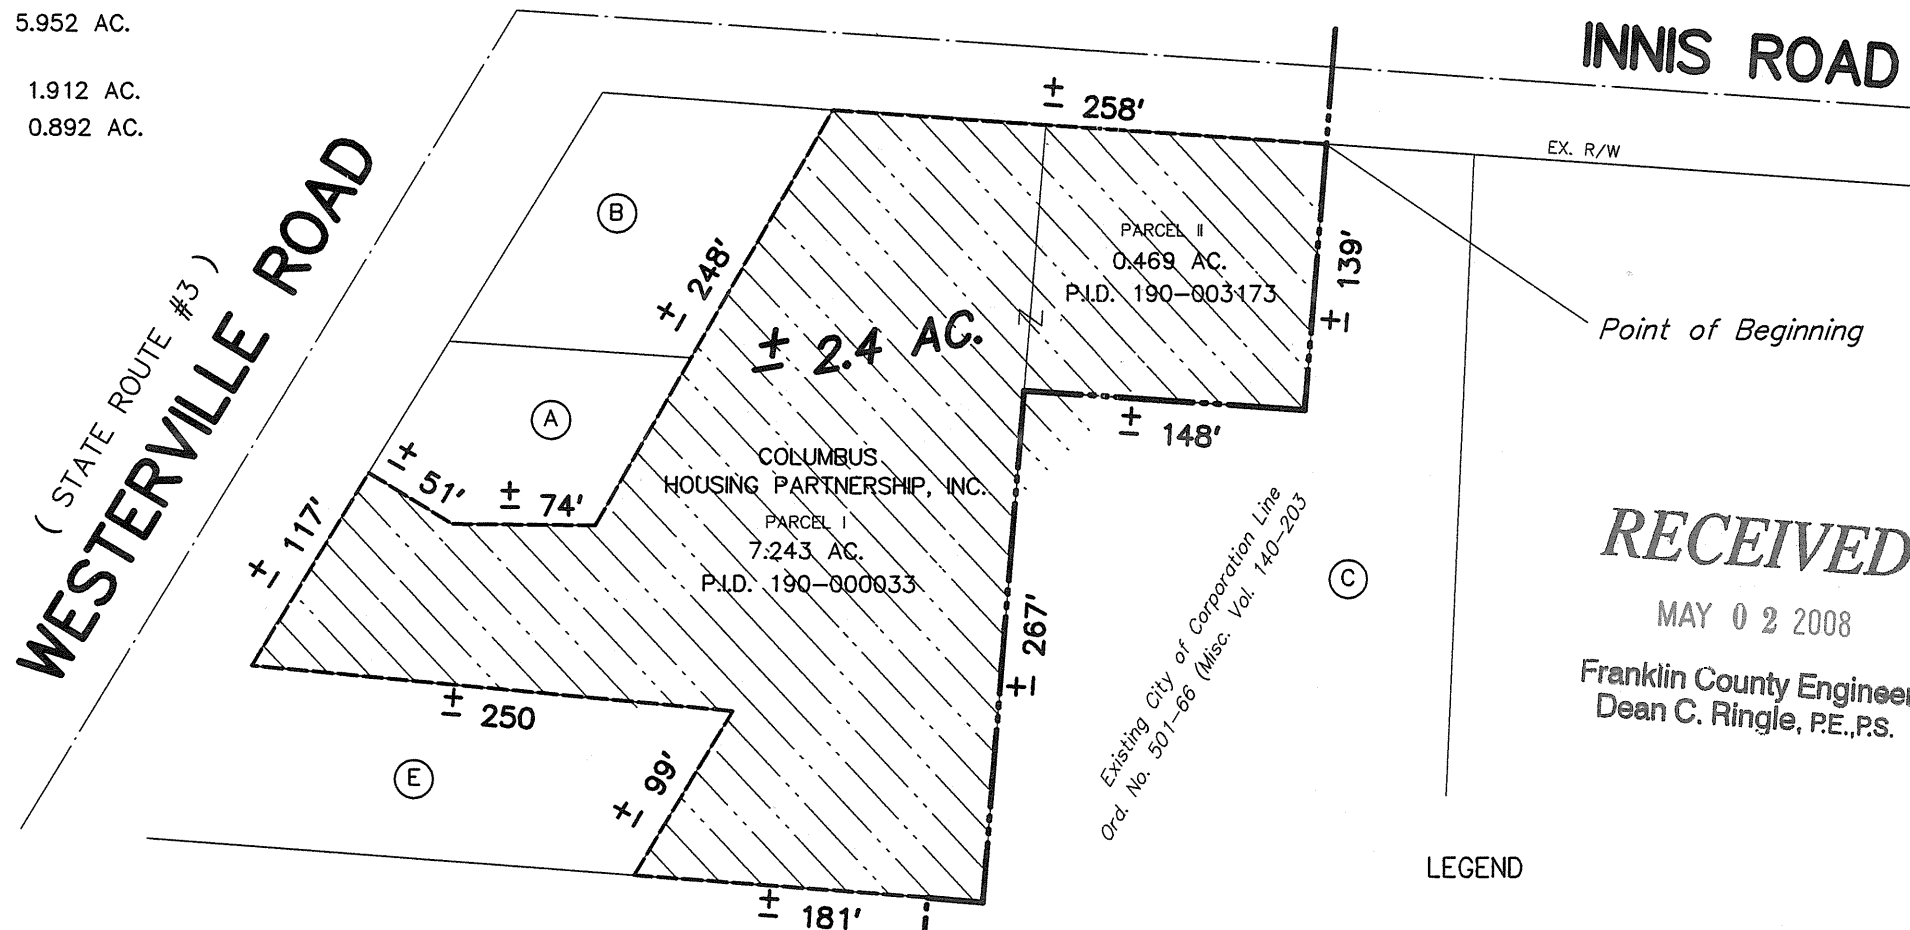 5.952 AC.
1.912 AC.
0.892 AC.
INNIS ROAD
± 258'
EX. R/W
( STATE ROUTE #3 )
WESTERVILLE ROAD
B
± 248'
PARCEL II
0.469 AC.
P.I.D. 190-003173
± 139'
Point of Beginning
± 2.4 AC.
A
± 51'
± 74'
± 148'
± 117'
COLUMBUS
HOUSING PARTNERSHIP, INC.
PARCEL I
7.243 AC.
P.I.D. 190-000033
± 267'
Existing City of Corporation Line
Ord. No. 501-66 (Misc. Vol. 140-203
C
RECEIVED
MAY 02 2008
Franklin County Engineer
Dean C. Ringle, P.E.,P.S.
± 250
E
± 99'
± 181'
LEGEND